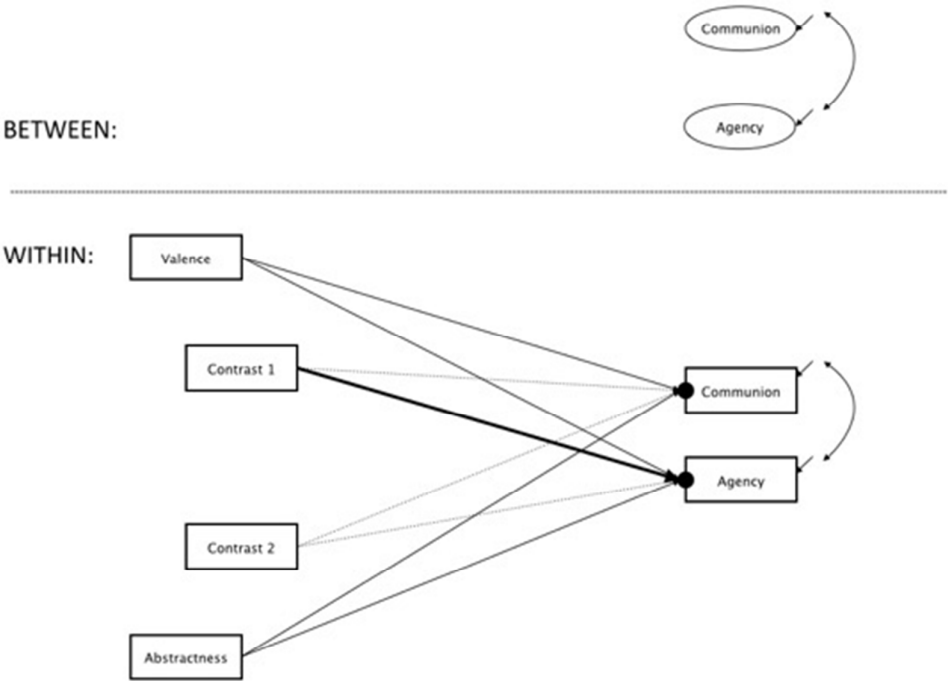 Communion
Agency
BETWEEN:
WITHIN:
Valence
Contrast 1
Communion
Agency
Contrast 2
Abstractness